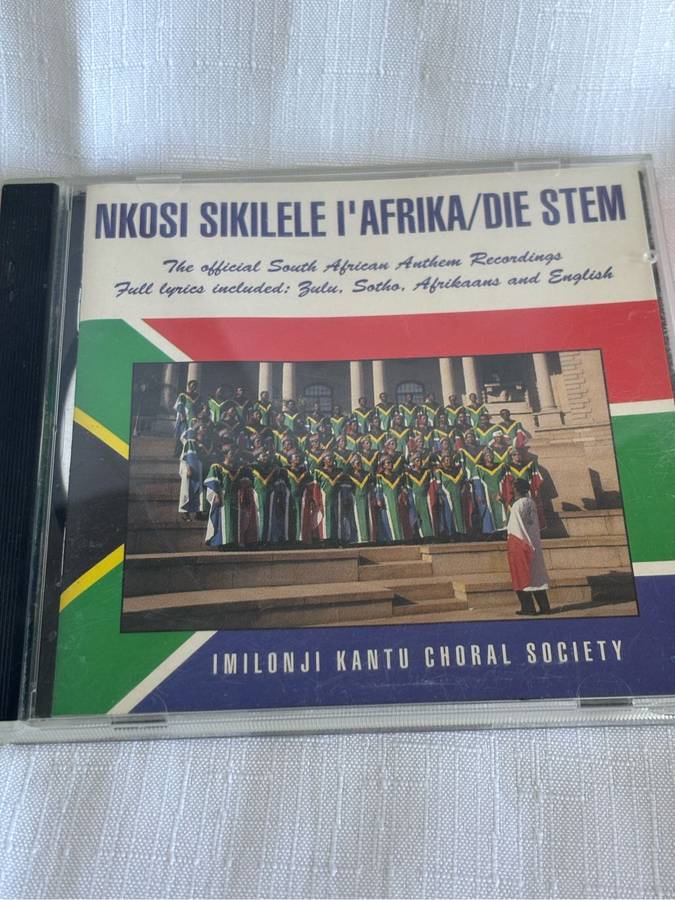 NKOSI SIKILELE I'AFRIKA/DIE STEM
The official South African Anthem Recordings
Full lyrics included: Zulu, Sotho, Afrikaans and English
IMILONJI KANTU CHORAL SOCIETY